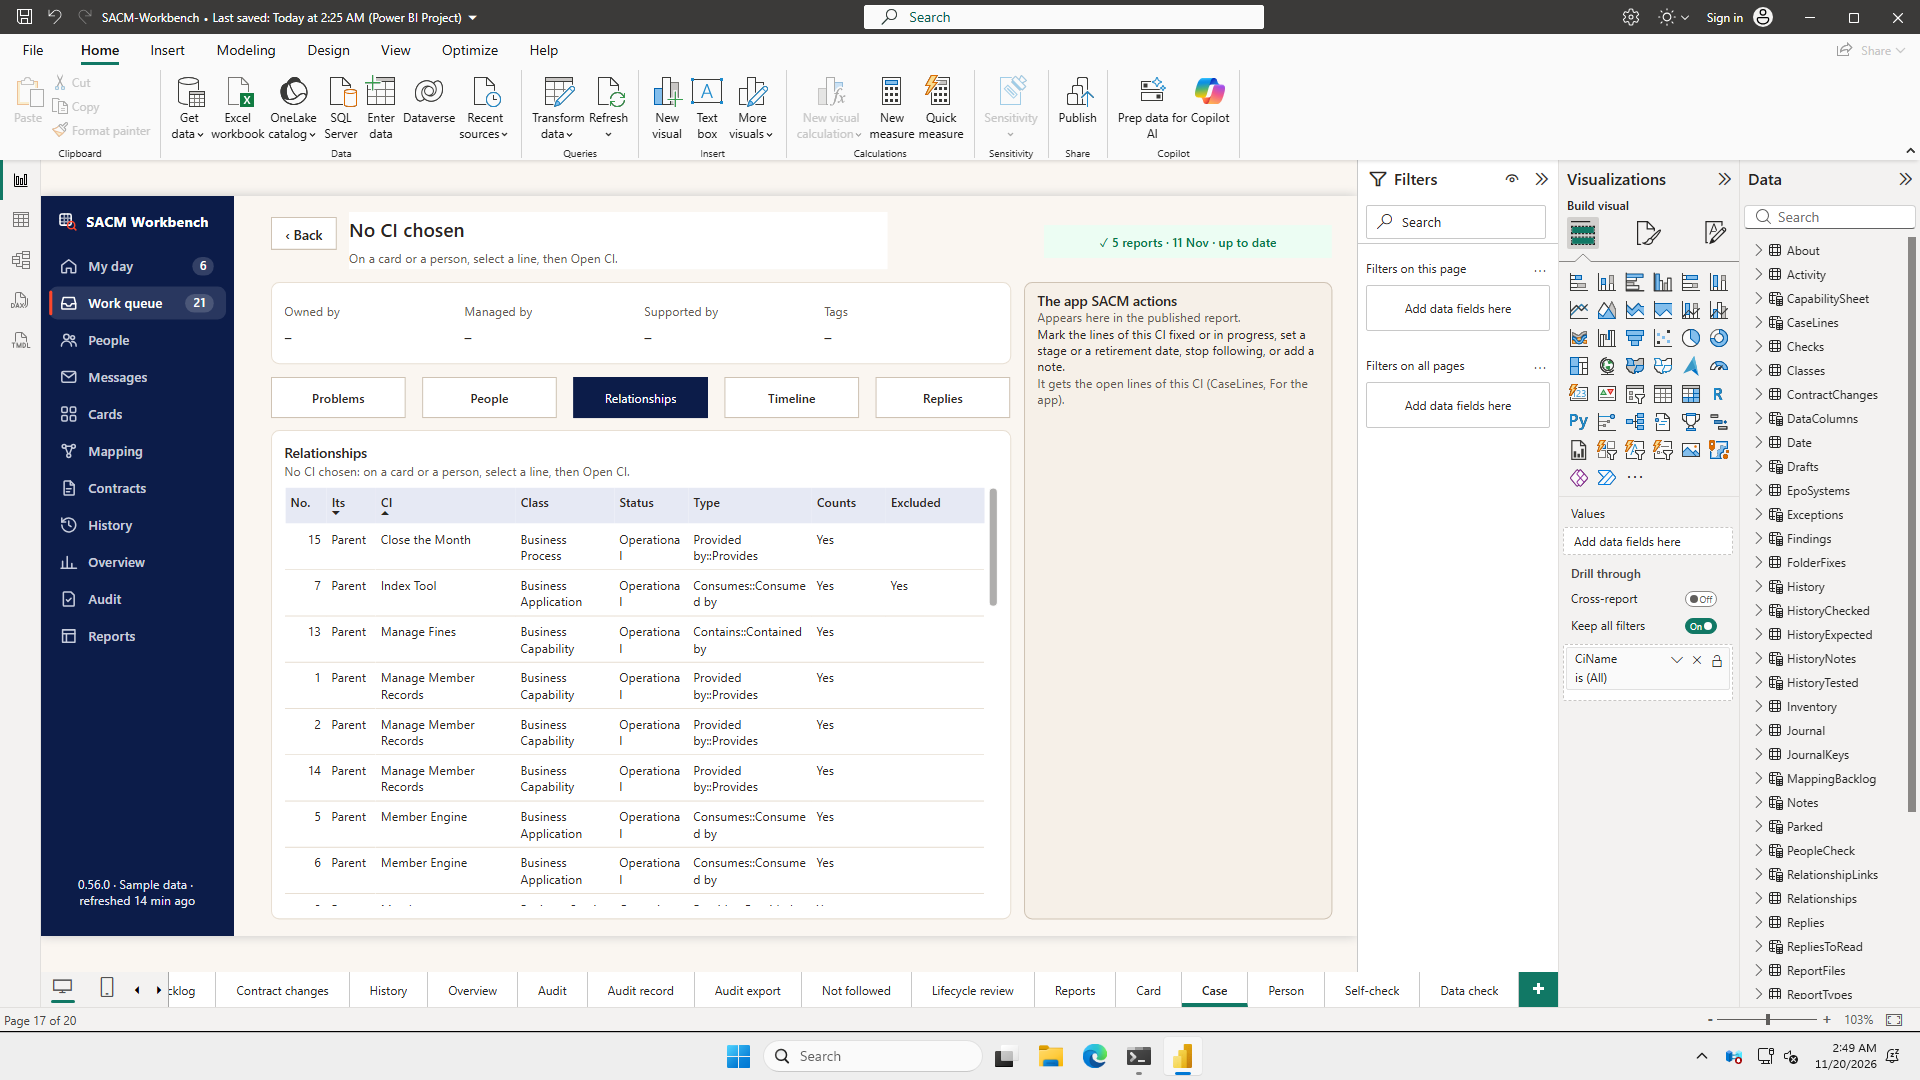 SACM-Workbench • Last saved: Today at 2:25 AM (Power BI Project)
Search
Sign in
File
Home
Insert
Modeling
Design
View
Optimize
Help
Share
Paste
Cut
Copy
Format painter
Clipboard
Get data
Excel workbook
OneLake catalog
SQL Server
Enter data
Dataverse
Recent sources
Data
Transform data
Refresh
Queries
New visual
Text box
More visuals
Insert
New visual calculation
New measure
Quick measure
Calculations
Sensitivity
Sensitivity
Publish
Share
Prep data for AI
Copilot
Copilot
SACM Workbench
My day 6
Work queue 21
People
Messages
Cards
Mapping
Contracts
History
Overview
Audit
Reports
0.56.0 · Sample data ·
refreshed 14 min ago
‹ Back
No CI chosen
On a card or a person, select a line, then Open CI.
✓ 5 reports · 11 Nov · up to date
Owned by
–
Managed by
–
Supported by
–
Tags
–
Problems
People
Relationships
Timeline
Replies
Relationships
No CI chosen: on a card or a person, select a line, then Open CI.
No. Its CI Class Status Type Counts Excluded
15 Parent Close the Month Business Process Operational Provided by::Provides Yes
7 Parent Index Tool Business Application Operational Consumes::Consumed by Yes Yes
13 Parent Manage Fines Business Capability Operational Contains::Contained by Yes
1 Parent Manage Member Records Business Capability Operational Provided by::Provides Yes
2 Parent Manage Member Records Business Capability Operational Provided by::Provides Yes
14 Parent Manage Member Records Business Capability Operational Provided by::Provides Yes
5 Parent Member Engine Business Application Operational Consumes::Consumed by Yes
6 Parent Member Engine Business Application Operational Consumes::Consumed by Yes
The app SACM actions
Appears here in the published report.
Mark the lines of this CI fixed or in progress, set a
stage or a retirement date, stop following, or add a
note.
It gets the open lines of this CI (CaseLines, For the
app).
Filters
Search
Filters on this page
Add data fields here
Filters on all pages
Add data fields here
Visualizations
Build visual
Values
Add data fields here
Drill through
Cross-report Off
Keep all filters On
CiName
is (All)
Data
Search
About
Activity
CapabilitySheet
CaseLines
Checks
Classes
ContractChanges
DataColumns
Date
Drafts
EpoSystems
Exceptions
Findings
FolderFixes
History
HistoryChecked
HistoryExpected
HistoryNotes
HistoryTested
Inventory
Journal
JournalKeys
MappingBacklog
Notes
Parked
PeopleCheck
RelationshipLinks
Relationships
Replies
RepliesToRead
ReportFiles
ReportTypes
cklog
Contract changes
History
Overview
Audit
Audit record
Audit export
Not followed
Lifecycle review
Reports
Card
Case
Person
Self-check
Data check
+
Page 17 of 20
- + 103%
Search
2:49 AM
11/20/2026